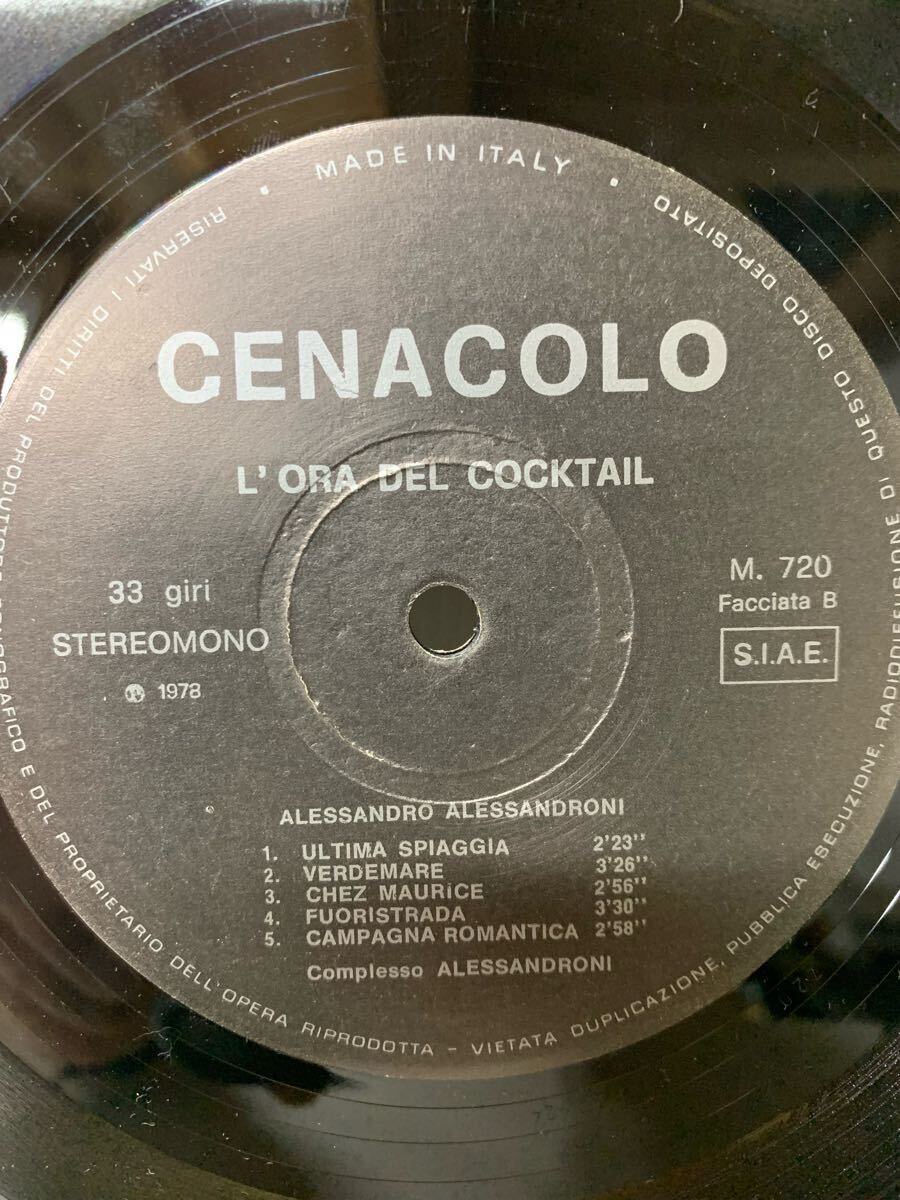 • MADE IN ITALY •
RISERVATI I DIRITTI DEL PRODUTTORE FONOGRAFICO E DEL PROPRIETARIO DELL'OPERA RIPRODOTTA – VIETATA DUPLICAZIONE, PUBBLICA ESECUZIONE, RADIODIFFUSIONE DI QUESTO DISCO DEPOSITATO
CENACOLO
L'ORA DEL COCKTAIL
33 giri
STEREOMONO
℗ 1978
M. 720
Facciata B
S.I.A.E.
ALESSANDRO ALESSANDRONI
1. ULTIMA SPIAGGIA 2'23"
2. VERDEMARE 3'26"
3. CHEZ MAURICE 2'56"
4. FUORISTRADA 3'30"
5. CAMPAGNA ROMANTICA 2'58"
Complesso ALESSANDRONI